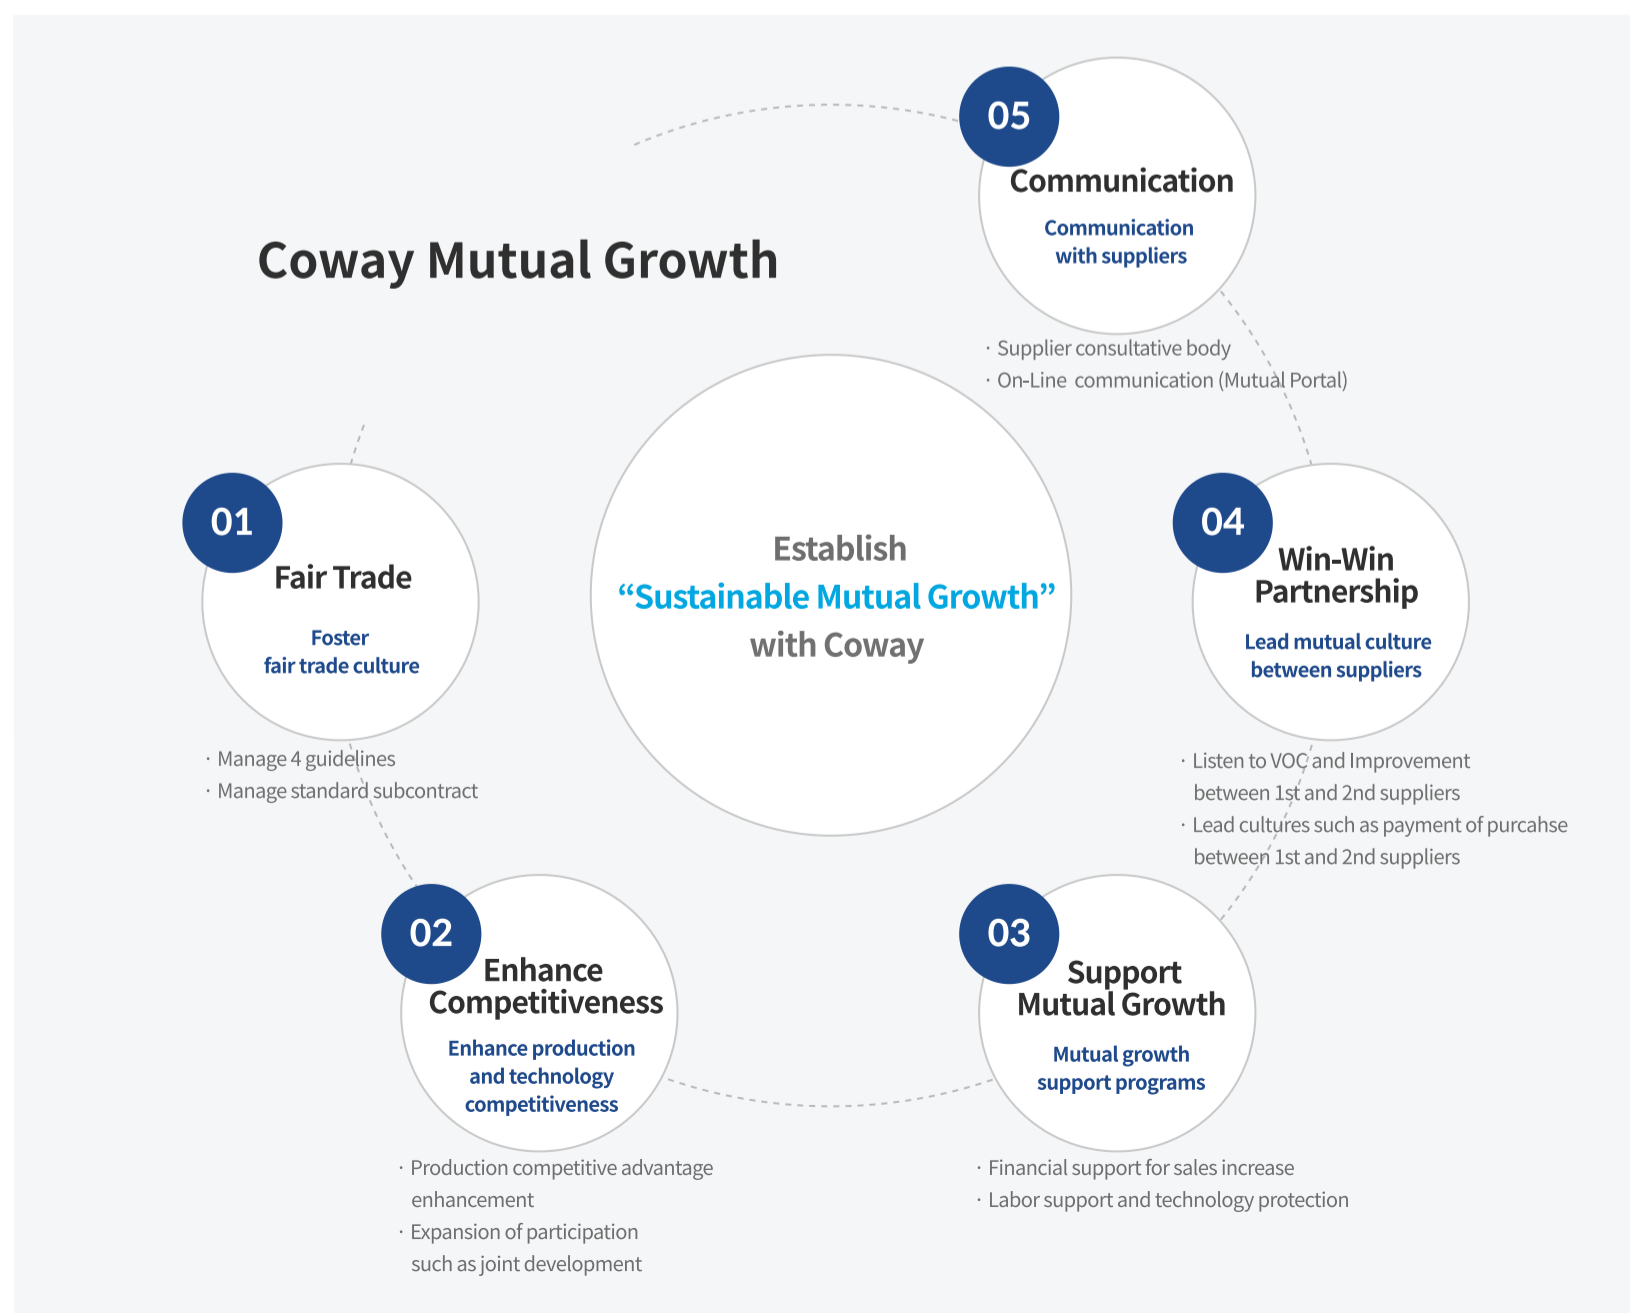 Coway Mutual Growth
Establish
“Sustainable Mutual Growth”
with Coway
01
Fair Trade
Foster
fair trade culture
· Manage 4 guidelines
· Manage standard subcontract
02
Enhance
Competitiveness
Enhance production
and technology
competitiveness
· Production competitive advantage
enhancement
· Expansion of participation
such as joint development
03
Support
Mutual Growth
Mutual growth
support programs
· Financial support for sales increase
· Labor support and technology protection
04
Win-Win
Partnership
Lead mutual culture
between suppliers
· Listen to VOC and Improvement
between 1st and 2nd suppliers
· Lead cultures such as payment of purcahse
between 1st and 2nd suppliers
05
Communication
Communication
with suppliers
· Supplier consultative body
· On-Line communication (Mutual Portal)